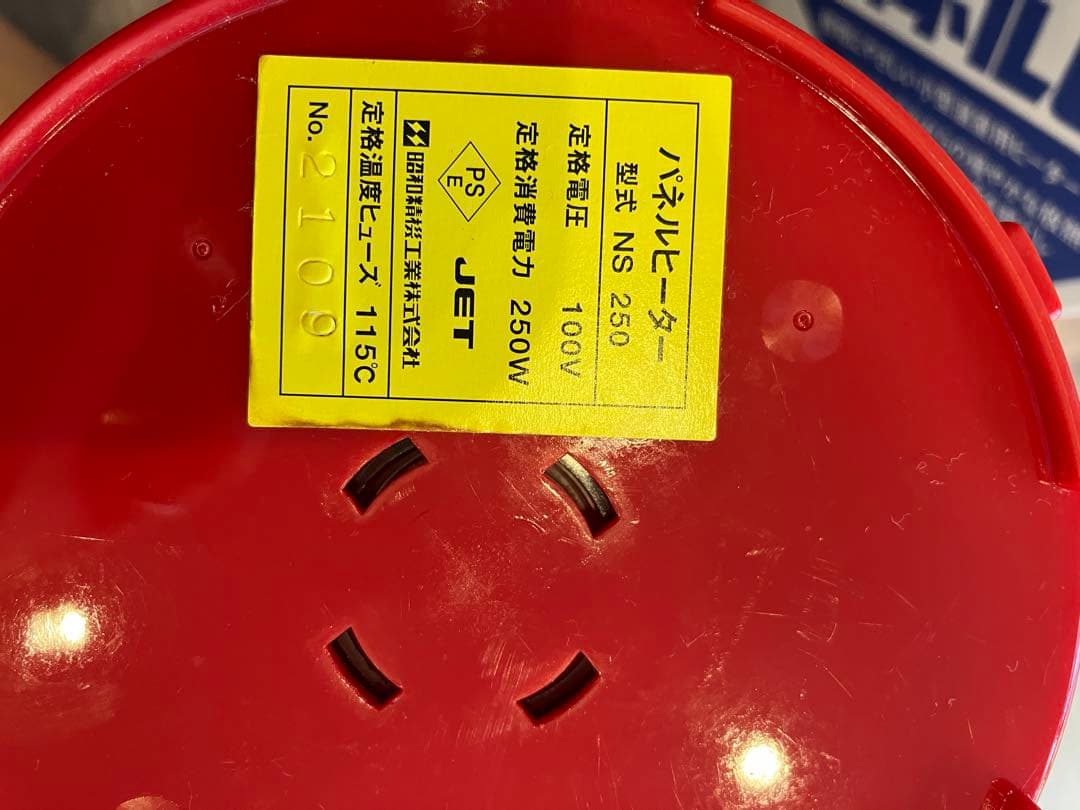 パネルヒーター
型式 NS 250
定格電圧 100V
定格消費電力 250W
PS
E
JET
昭和精機工業株式会社
定格温度ヒューズ 115℃
No. 2109